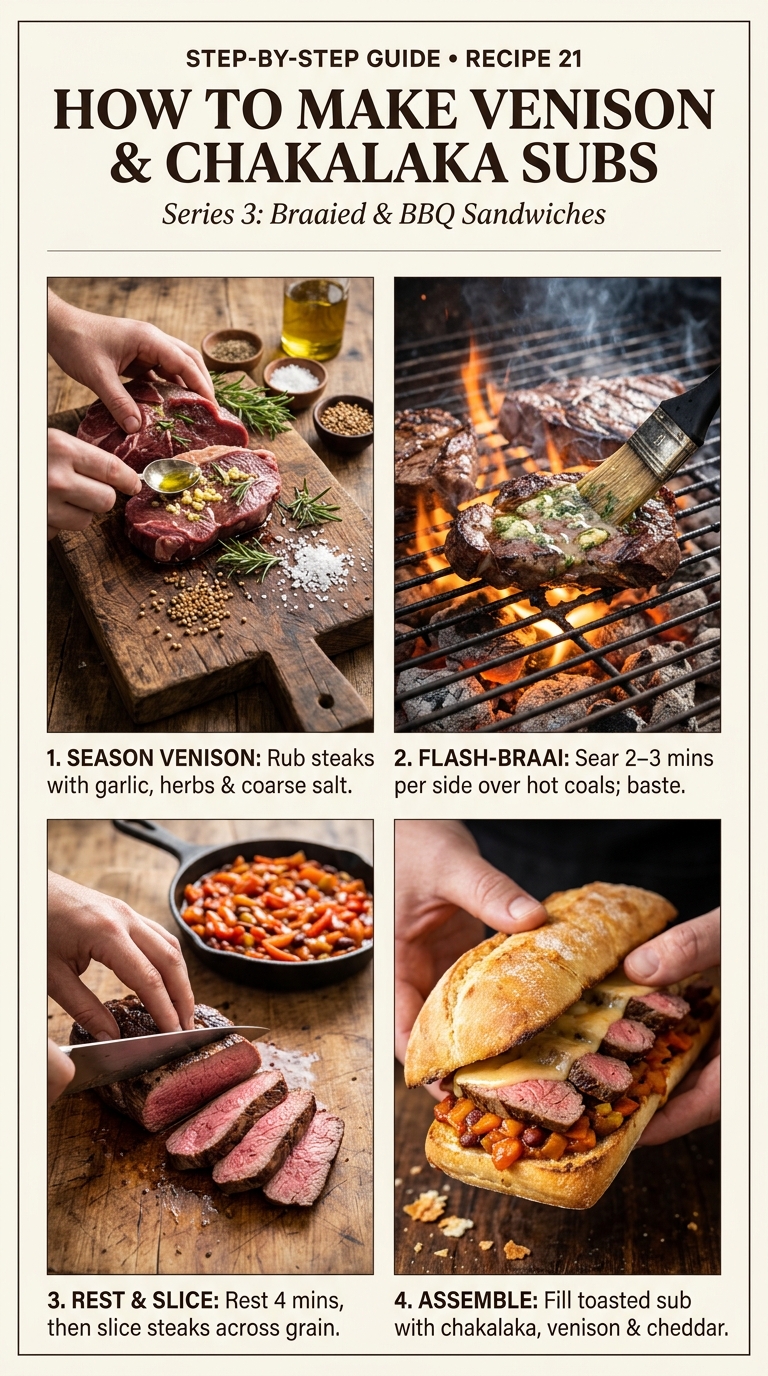 STEP-BY-STEP GUIDE • RECIPE 21
HOW TO MAKE VENISON
& CHAKALAKA SUBS
Series 3: Braaied & BBQ Sandwiches
1. SEASON VENISON: Rub steaks
with garlic, herbs & coarse salt.
2. FLASH-BRAAI: Sear 2–3 mins
per side over hot coals; baste.
3. REST & SLICE: Rest 4 mins,
then slice steaks across grain.
4. ASSEMBLE: Fill toasted sub
with chakalaka, venison & cheddar.